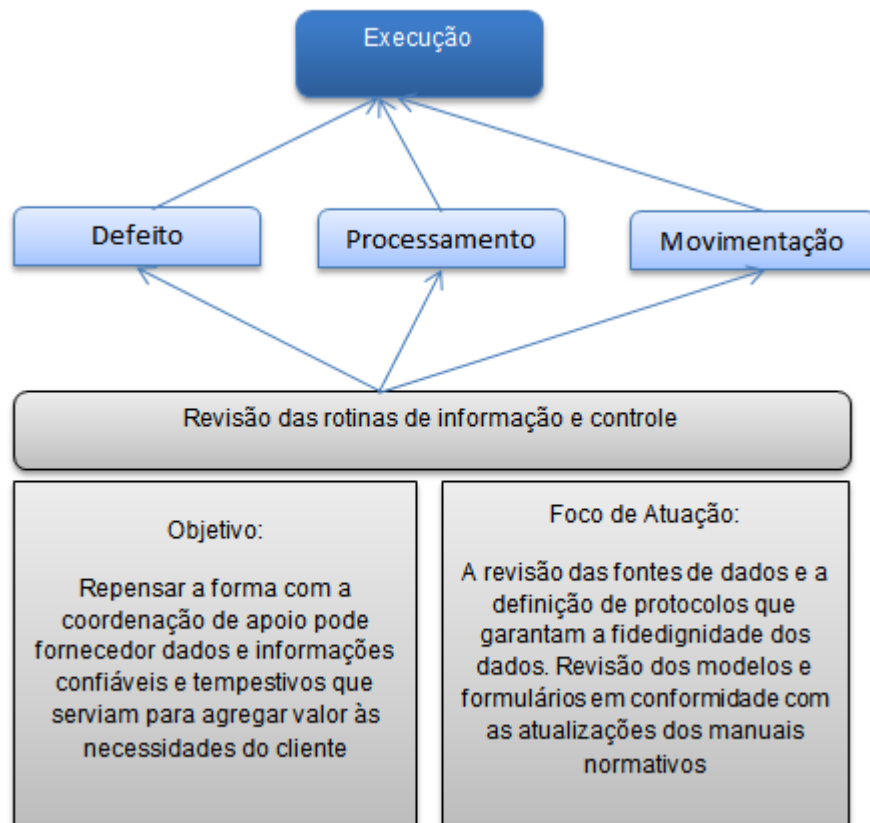 Execução
Defeito
Processamento
Movimentação
Revisão das rotinas de informação e controle
Objetivo:
Repensar a forma com a
coordenação de apoio pode
fornecedor dados e informações
confiáveis e tempestivos que
serviam para agregar valor às
necessidades do cliente
Foco de Atuação:
A revisão das fontes de dados e a
definição de protocolos que
garantam a fidedignidade dos
dados. Revisão dos modelos e
formulários em conformidade com
as atualizações dos manuais
normativos